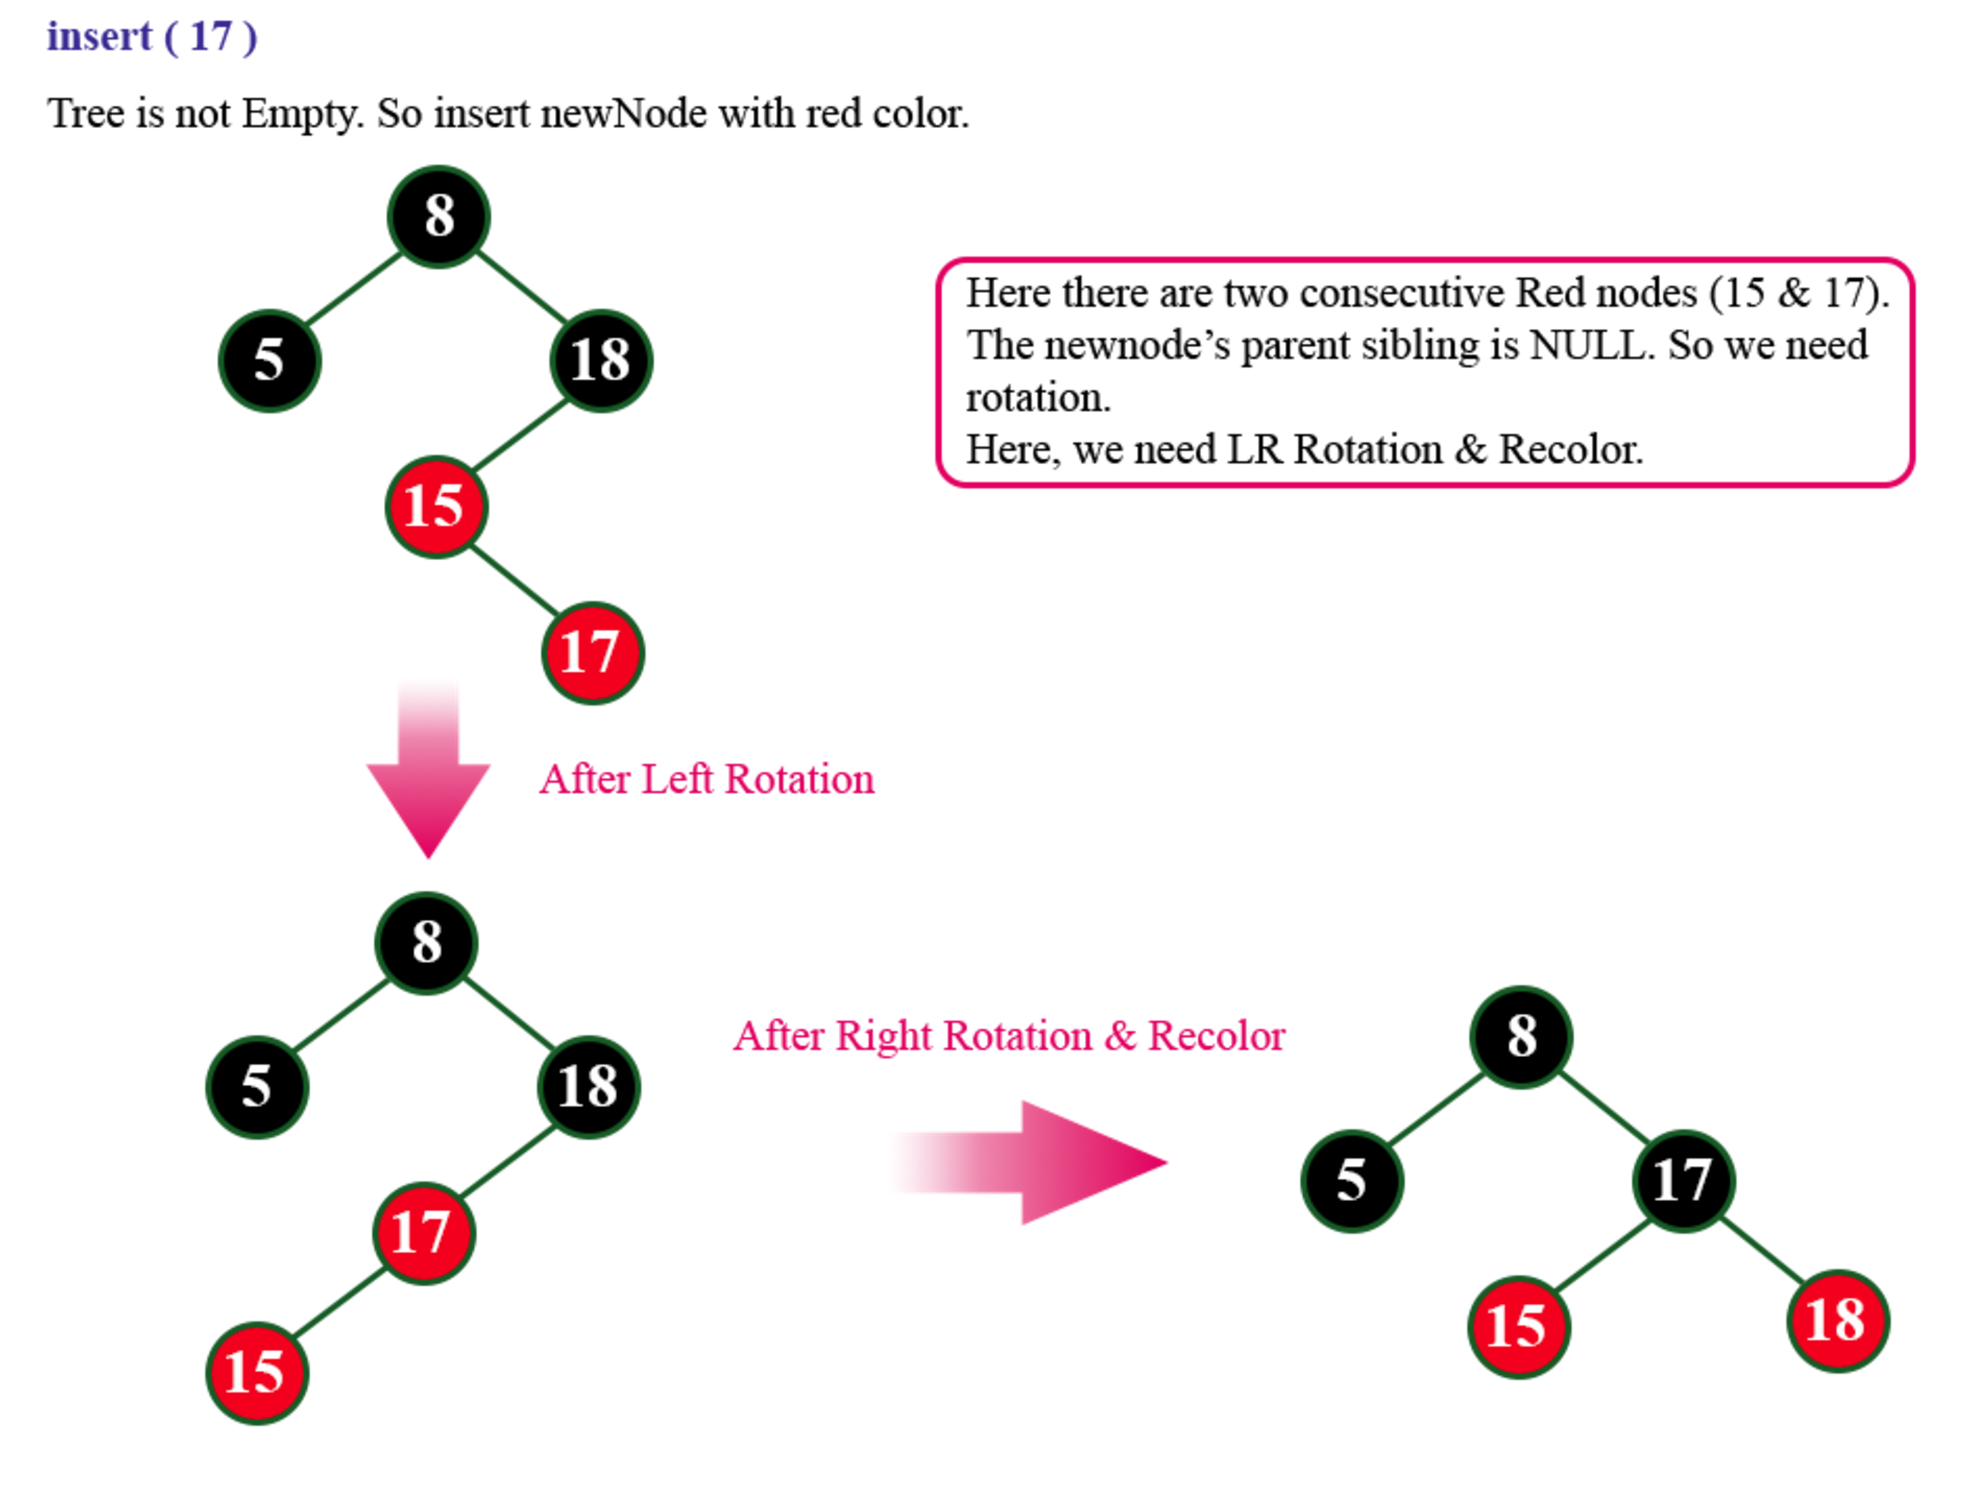 insert ( 17 )
Tree is not Empty. So insert newNode with red color.
8
5
18
15
17
Here there are two consecutive Red nodes (15 & 17).
The newnode’s parent sibling is NULL. So we need
rotation.
Here, we need LR Rotation & Recolor.
After Left Rotation
8
5
18
17
15
After Right Rotation & Recolor
8
5
17
15
18